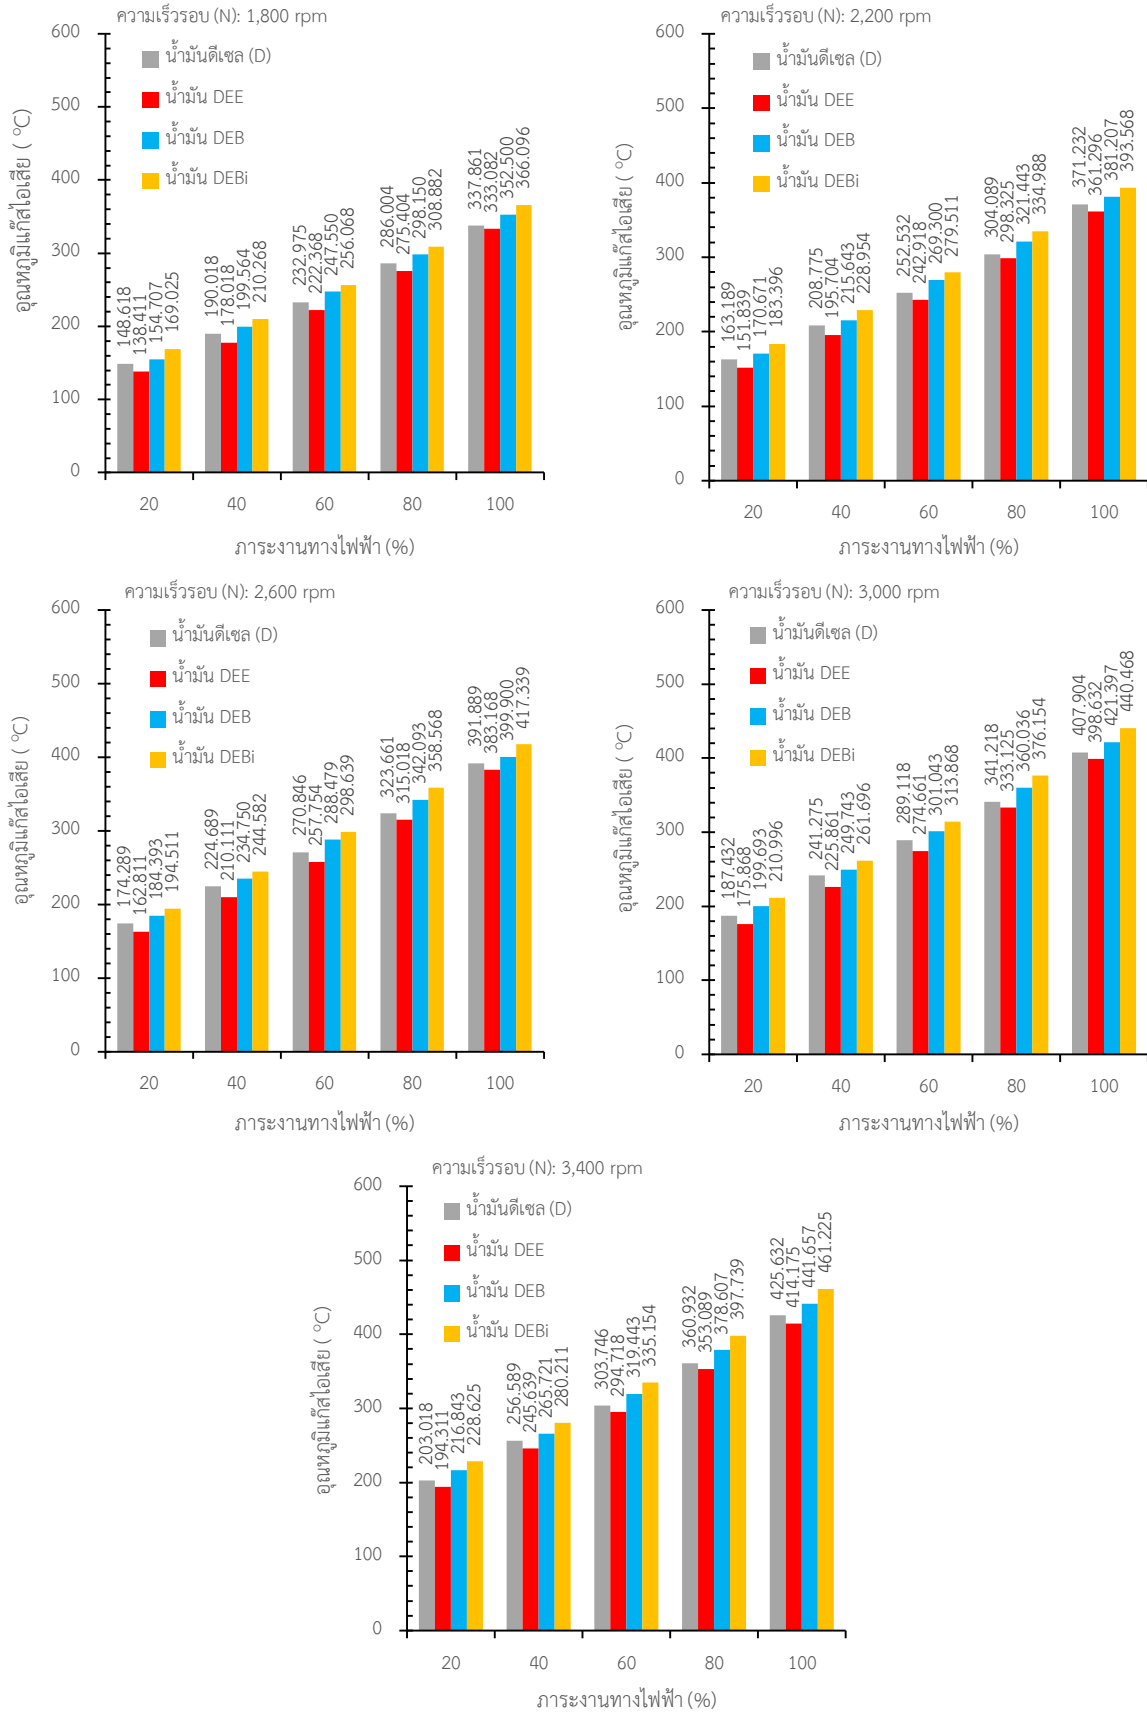 ความเร็วรอบ (N): 1,800 rpm
น้ำมันดีเซล (D)
น้ำมัน DEE
น้ำมัน DEB
น้ำมัน DEBi
อุณหภูมิแก๊สไอเสีย ( °C)
600
500
400
300
200
100
0
148.618 138.411 154.707 169.025
190.018 178.018 199.564 210.268
232.975 222.368 247.550 256.068
286.004 275.404 298.150 308.882
337.861 333.082 352.500 366.096
20 40 60 80 100
ภาระงานทางไฟฟ้า (%)
ความเร็วรอบ (N): 2,200 rpm
น้ำมันดีเซล (D)
น้ำมัน DEE
น้ำมัน DEB
น้ำมัน DEBi
อุณหภูมิแก๊สไอเสีย ( °C)
600
500
400
300
200
100
0
163.189 151.839 170.671 183.396
208.775 195.704 215.643 228.954
252.532 242.918 269.300 279.511
304.089 298.325 321.443 334.988
371.232 361.296 381.207 393.568
20 40 60 80 100
ภาระงานทางไฟฟ้า (%)
ความเร็วรอบ (N): 2,600 rpm
น้ำมันดีเซล (D)
น้ำมัน DEE
น้ำมัน DEB
น้ำมัน DEBi
อุณหภูมิแก๊สไอเสีย ( °C)
600
500
400
300
200
100
0
174.289 162.811 184.393 194.511
224.689 210.111 234.750 244.582
270.846 257.754 288.479 298.639
323.661 315.018 342.093 358.568
391.889 383.168 399.900 417.339
20 40 60 80 100
ภาระงานทางไฟฟ้า (%)
ความเร็วรอบ (N): 3,000 rpm
น้ำมันดีเซล (D)
น้ำมัน DEE
น้ำมัน DEB
น้ำมัน DEBi
อุณหภูมิแก๊สไอเสีย ( °C)
600
500
400
300
200
100
0
187.432 175.868 199.693 210.996
241.275 225.861 249.743 261.696
289.118 274.661 301.043 313.868
341.218 333.125 360.036 376.154
407.904 398.632 421.397 440.468
20 40 60 80 100
ภาระงานทางไฟฟ้า (%)
ความเร็วรอบ (N): 3,400 rpm
น้ำมันดีเซล (D)
น้ำมัน DEE
น้ำมัน DEB
น้ำมัน DEBi
อุณหภูมิแก๊สไอเสีย ( °C)
600
500
400
300
200
100
0
203.018 194.311 216.843 228.625
256.589 245.639 265.721 280.211
303.746 294.718 319.443 335.154
360.932 353.089 378.607 397.739
425.632 414.175 441.657 461.225
20 40 60 80 100
ภาระงานทางไฟฟ้า (%)